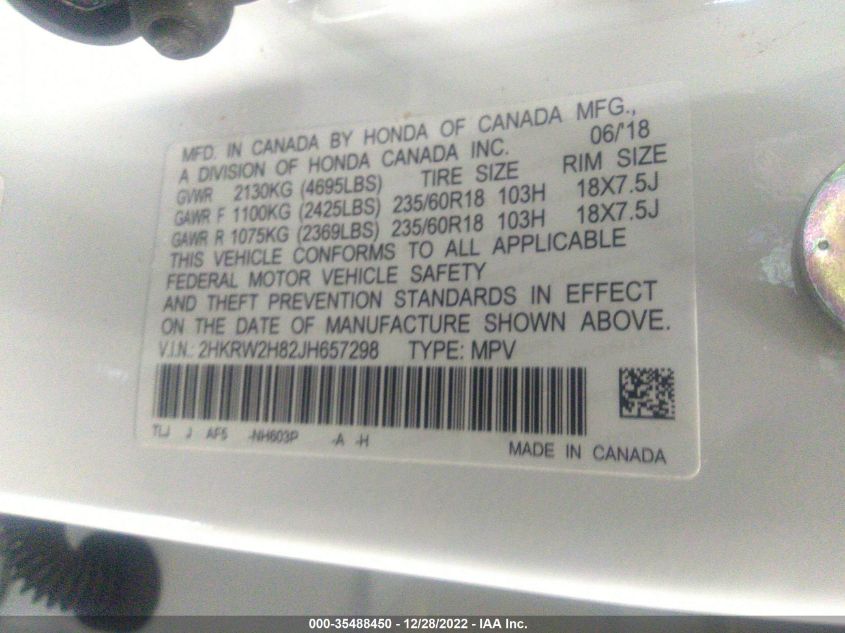 MFD. IN CANADA BY HONDA OF CANADA MFG.,
A DIVISION OF HONDA CANADA INC. 06/'18
GVWR 2130KG (4695LBS) TIRE SIZE RIM SIZE
GAWR F 1100KG (2425LBS) 235/60R18 103H 18X7.5J
GAWR R 1075KG (2369LBS) 235/60R18 103H 18X7.5J
THIS VEHICLE CONFORMS TO ALL APPLICABLE
FEDERAL MOTOR VEHICLE SAFETY
AND THEFT PREVENTION STANDARDS IN EFFECT
ON THE DATE OF MANUFACTURE SHOWN ABOVE.
V.I.N.: 2HKRW2H82JH657298 TYPE: MPV
TLJ J AF5 -NH603P -A -H
MADE IN CANADA
000-35488450 - 12/28/2022 - IAA Inc.